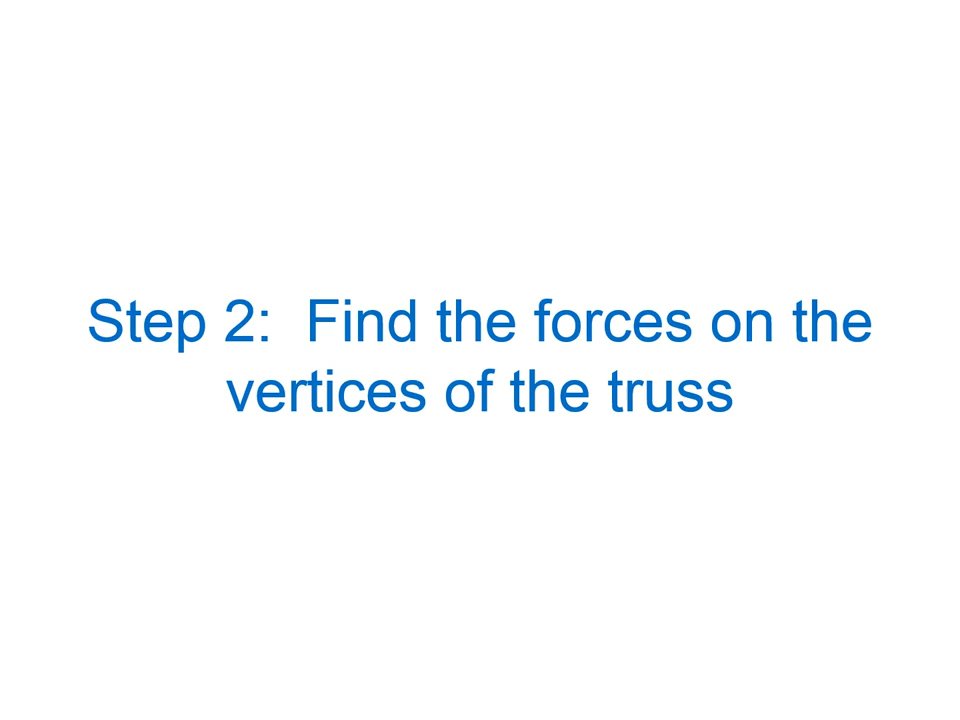 Step 2:  Find the forces on the
vertices of the truss